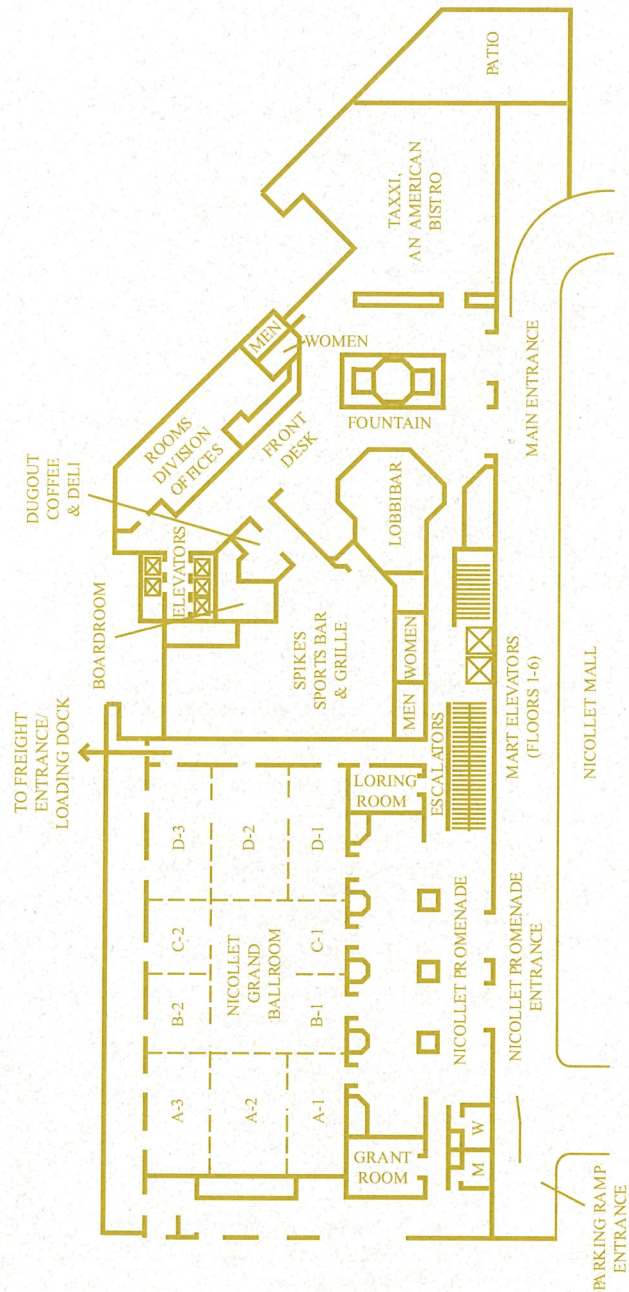 PATIO
TAXXI,
AN AMERICAN
BISTRO
MEN
WOMEN
FOUNTAIN
MAIN ENTRANCE
ROOMS
DIVISION
OFFICES
FRONT
DESK
DUGOUT
COFFEE
& DELI
LOBBIBAR
ELEVATORS
BOARDROOM
SPIKES
SPORTS BAR
& GRILLE
WOMEN
MEN
MART ELEVATORS
(FLOORS 1-6)
NICOLLET MALL
ESCALATORS
TO FREIGHT
ENTRANCE/
LOADING DOCK
LORING
ROOM
D-3
D-2
D-1
C-2
C-1
NICOLLET
GRAND
BALLROOM
B-2
B-1
A-3
A-2
A-1
NICOLLET PROMENADE
NICOLLET PROMENADE
ENTRANCE
GRANT
ROOM
M
W
PARKING RAMP
ENTRANCE